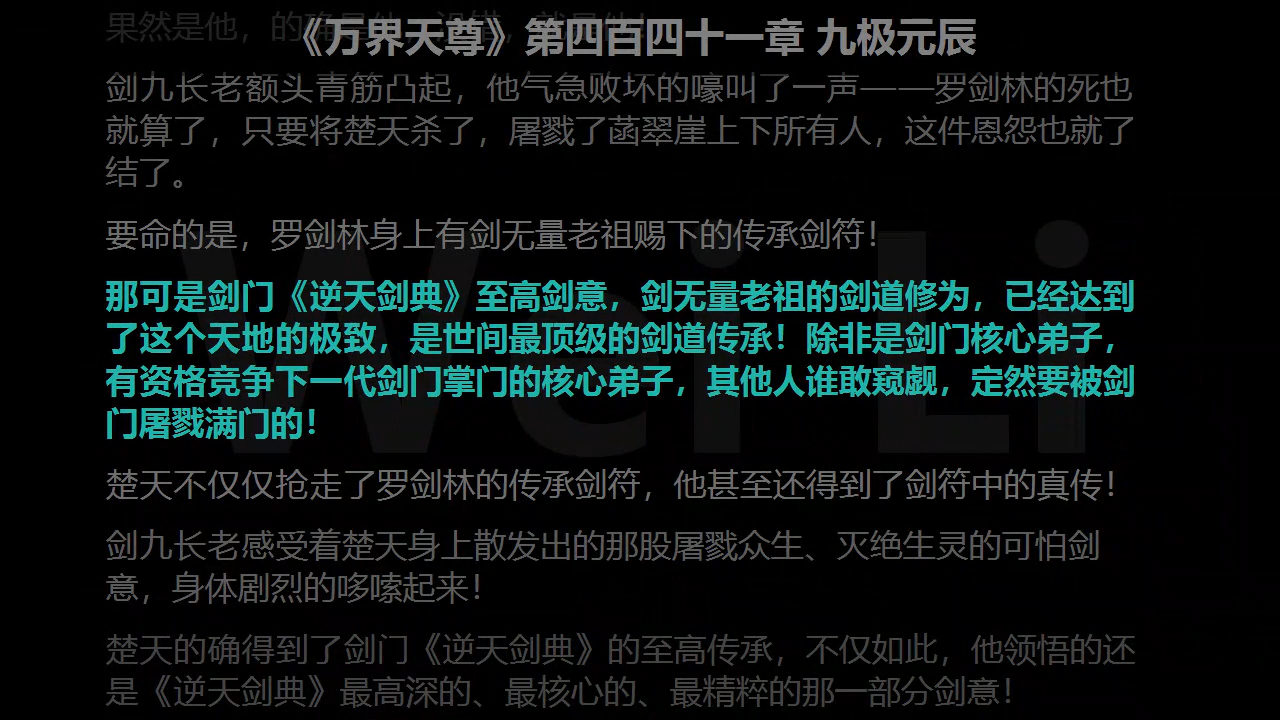 果然是他，的确是他，没错，就是他！
《万界天尊》第四百四十一章 九极元辰
剑九长老额头青筋凸起，他气急败坏的嚎叫了一声——罗剑林的死也
就算了，只要将楚天杀了，屠戮了菡翠崖上下所有人，这件恩怨也就了
结了。
要命的是，罗剑林身上有剑无量老祖赐下的传承剑符！
那可是剑门《逆天剑典》至高剑意，剑无量老祖的剑道修为，已经达到
了这个天地的极致，是世间最顶级的剑道传承！除非是剑门核心弟子，
有资格竞争下一代剑门掌门的核心弟子，其他人谁敢窥觑，定然要被剑
门屠戮满门的！
楚天不仅仅抢走了罗剑林的传承剑符，他甚至还得到了剑符中的真传！
剑九长老感受着楚天身上散发出的那股屠戮众生、灭绝生灵的可怕剑
意，身体剧烈的哆嗦起来！
楚天的确得到了剑门《逆天剑典》的至高传承，不仅如此，他领悟的还
是《逆天剑典》最高深的、最核心的、最精粹的那一部分剑意！
Wei Li